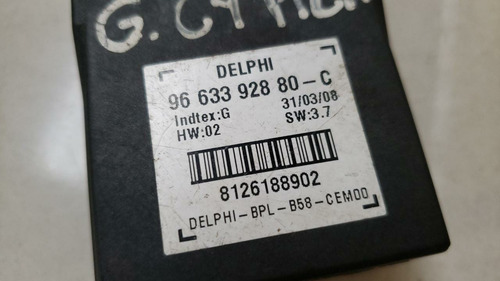 G. C4
DELPHI
96 633 928 80-C
Indtex:G 31/03/08
HW:02 SW:3.7
8126188902
DELPHI-BPL-B58-CEM00